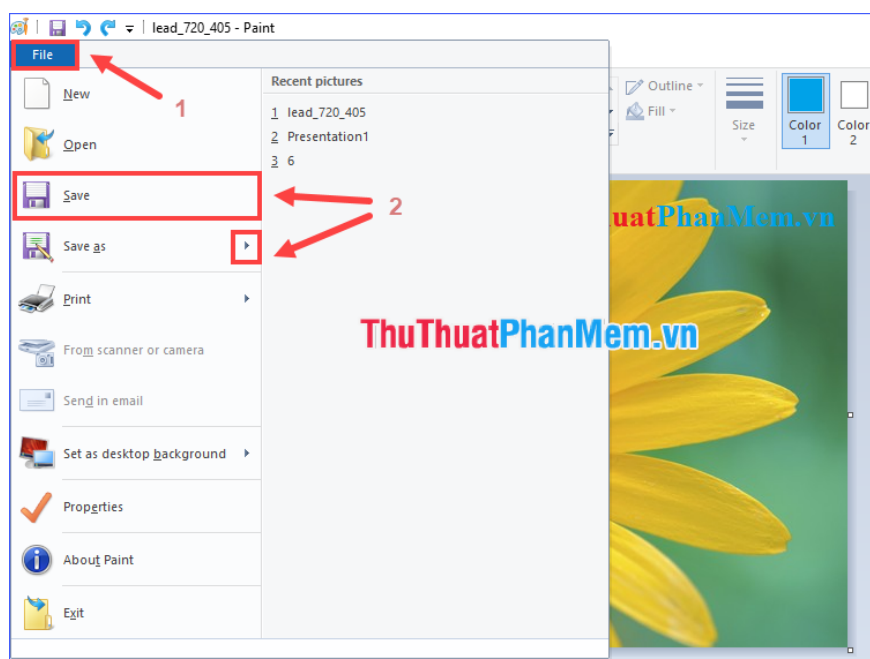 lead_720_405 - Paint
File
1
New
Open
Save
Save as
Print
From scanner or camera
Send in email
Set as desktop background
Properties
About Paint
Exit
Recent pictures
1 lead_720_405
2 Presentation1
3 6
2
Outline
Fill
Size
Color 1
Color 2
uatPhanMem.vn
ThuThuatPhanMem.vn